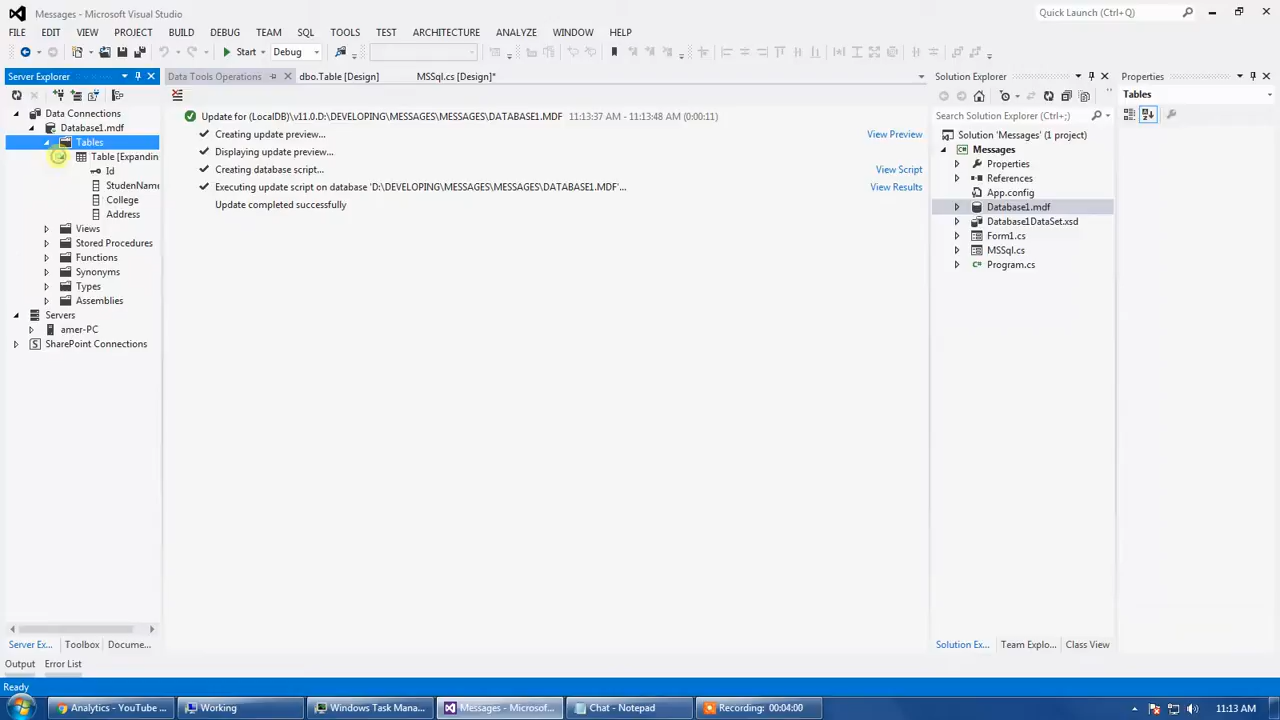 Messages - Microsoft Visual Studio
Quick Launch (Ctrl+Q)
FILE EDIT VIEW PROJECT BUILD DEBUG TEAM SQL TOOLS TEST ARCHITECTURE ANALYZE WINDOW HELP
Start Debug
Server Explorer
Data Tools Operations dbo.Table [Design] MSSql.cs [Design]*
Solution Explorer
Properties
Tables
Data Connections
Database1.mdf
Tables
Table [Expandin
Id
StudenName
College
Address
Views
Stored Procedures
Functions
Synonyms
Types
Assemblies
Servers
amer-PC
SharePoint Connections
Update for (LocalDB)\v11.0.D:\DEVELOPING\MESSAGES\MESSAGES\DATABASE1.MDF 11:13:37 AM - 11:13:48 AM (0:00:11)
Creating update preview... View Preview
Displaying update preview...
Creating database script... View Script
Executing update script on database 'D:\DEVELOPING\MESSAGES\MESSAGES\DATABASE1.MDF'... View Results
Update completed successfully
Search Solution Explorer (Ctrl+;)
Solution 'Messages' (1 project)
Messages
Properties
References
App.config
Database1.mdf
Database1DataSet.xsd
Form1.cs
MSSql.cs
Program.cs
Server Ex... Toolbox Docume...
Solution Ex... Team Explo... Class View
Output Error List
Ready
Analytics - YouTube ... Working Windows Task Mana... Messages - Microsof... Chat - Notepad Recording: 00:04:00 11:13 AM